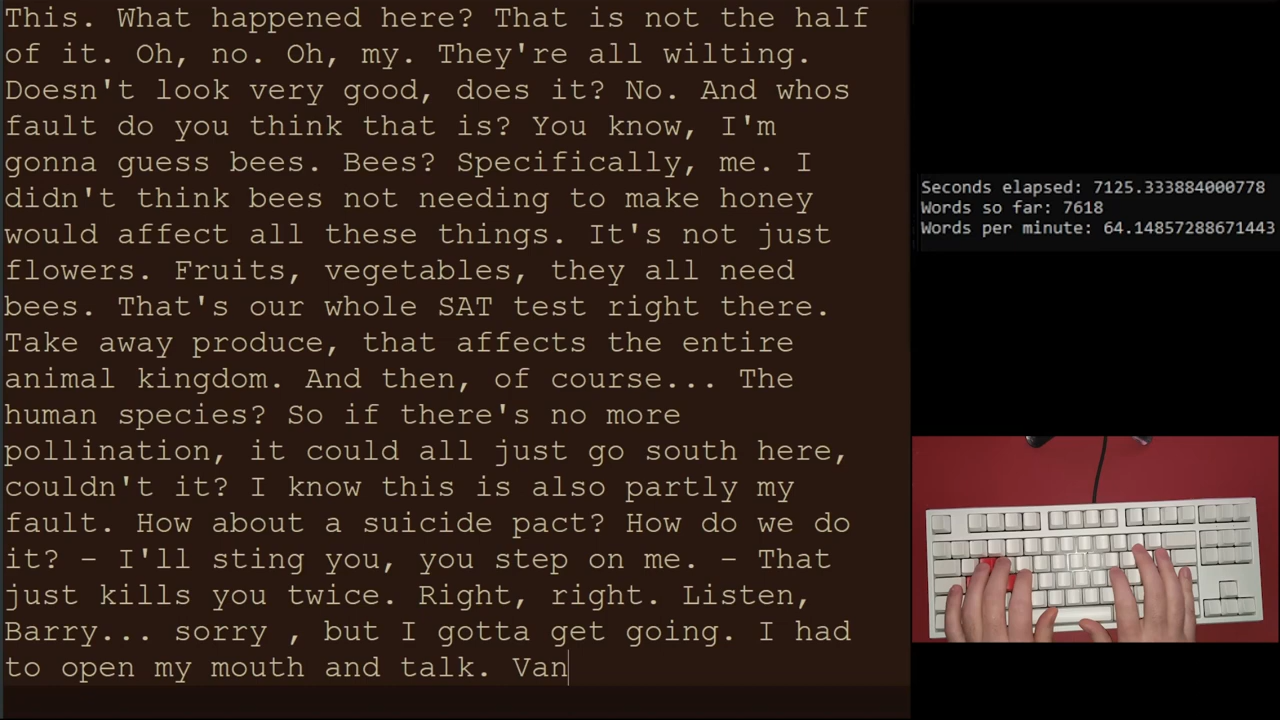 This. What happened here? That is not the half
of it. Oh, no. Oh, my. They're all wilting.
Doesn't look very good, does it? No. And whos
fault do you think that is? You know, I'm
gonna guess bees. Bees? Specifically, me. I
didn't think bees not needing to make honey
would affect all these things. It's not just
flowers. Fruits, vegetables, they all need
bees. That's our whole SAT test right there.
Take away produce, that affects the entire
animal kingdom. And then, of course... The
human species? So if there's no more
pollination, it could all just go south here,
couldn't it? I know this is also partly my
fault. How about a suicide pact? How do we do
it? - I'll sting you, you step on me. - That
just kills you twice. Right, right. Listen,
Barry... sorry , but I gotta get going. I had
to open my mouth and talk. Van
Seconds elapsed: 7125.333884000778
Words so far: 7618
Words per minute: 64.14857288671443